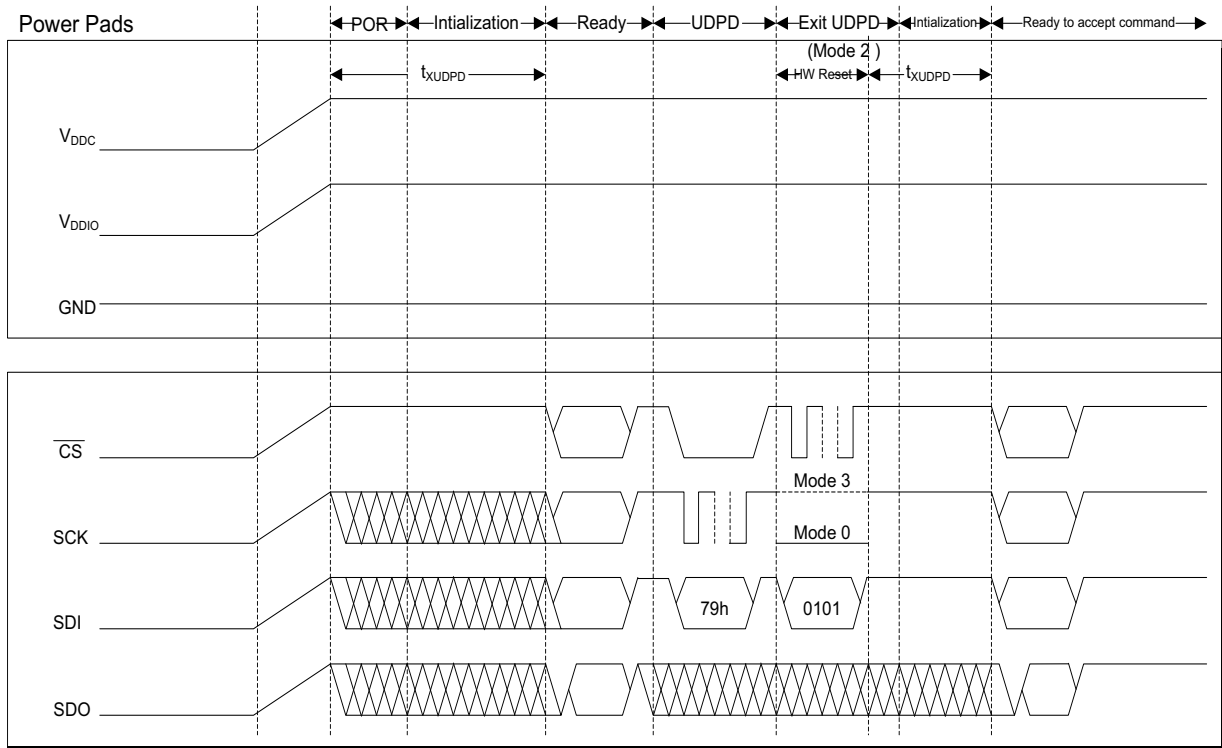 Power Pads
POR Intialization Ready UDPD Exit UDPD Intialization Ready to accept command
(Mode 2 )
tXUDPD HW Reset tXUDPD
VDDC
VDDIO
GND
CS
Mode 3
SCK Mode 0
SDI 79h 0101
SDO